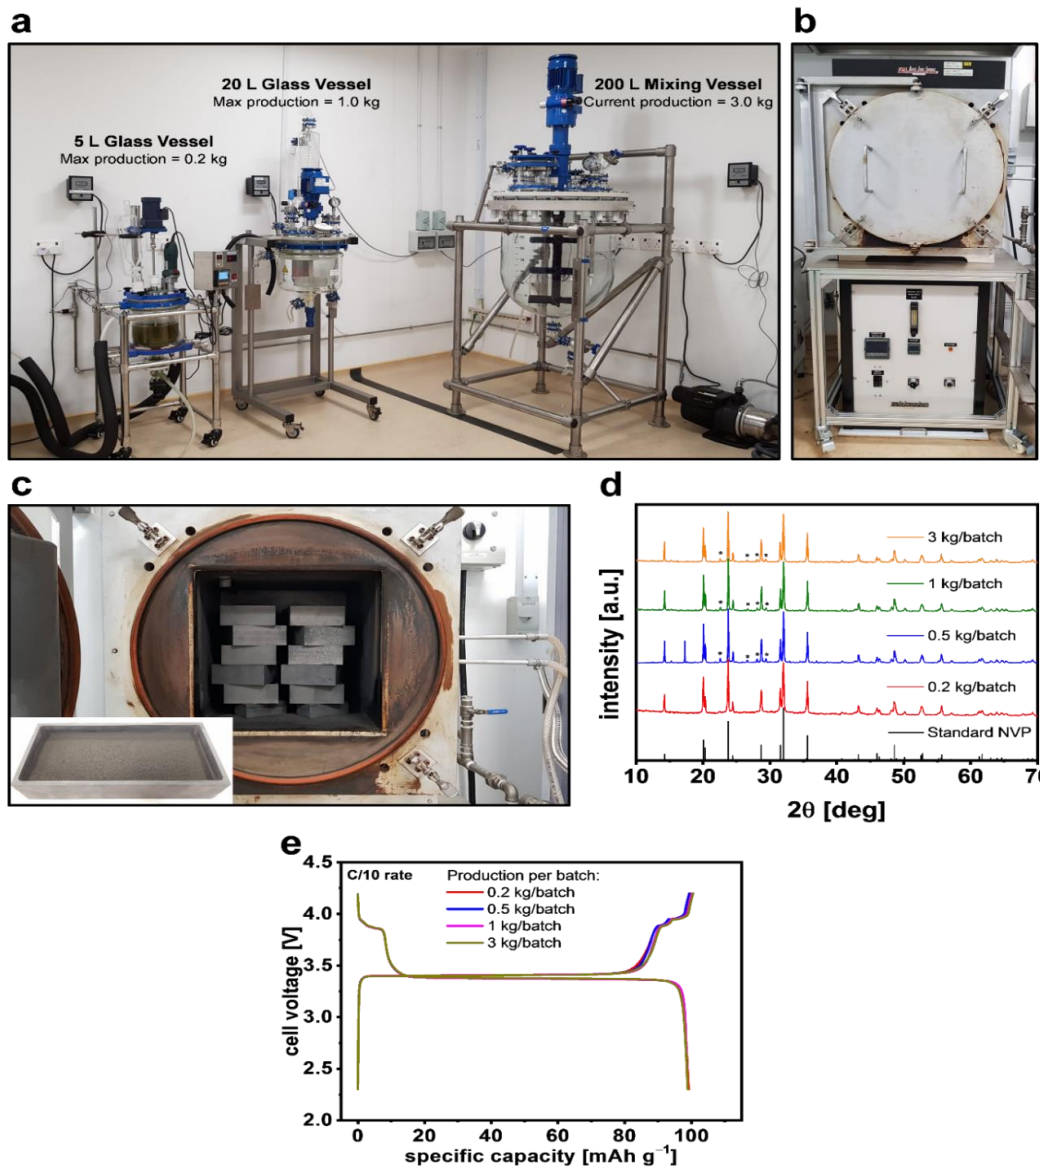 a
b
20 L Glass Vessel
Max production = 1.0 kg
200 L Mixing Vessel
Current production = 3.0 kg
5 L Glass Vessel
Max production = 0.2 kg
c
d
3 kg/batch
1 kg/batch
0.5 kg/batch
0.2 kg/batch
Standard NVP
intensity [a.u.]
10 20 30 40 50 60 70
2θ [deg]
e
C/10 rate
Production per batch:
0.2 kg/batch
0.5 kg/batch
1 kg/batch
3 kg/batch
cell voltage [V]
4.5
4.0
3.5
3.0
2.5
2.0
0 20 40 60 80 100
specific capacity [mAh g⁻¹]